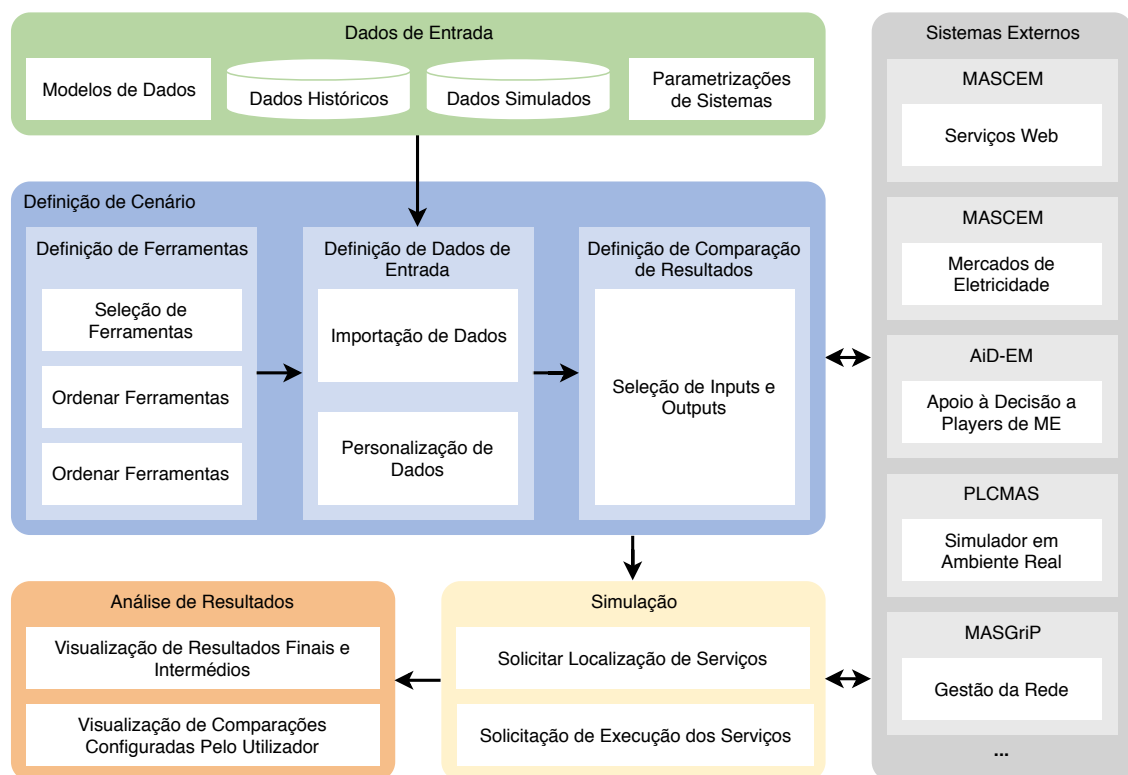 Dados de Entrada
Modelos de Dados
Dados Históricos
Dados Simulados
Parametrizações
de Sistemas
Definição de Cenário
Definição de Ferramentas
Seleção de
Ferramentas
Ordenar Ferramentas
Ordenar Ferramentas
Definição de Dados de
Entrada
Importação de Dados
Personalização de
Dados
Definição de Comparação
de Resultados
Seleção de Inputs e
Outputs
Análise de Resultados
Visualização de Resultados Finais e
Intermédios
Visualização de Comparações
Configuradas Pelo Utilizador
Simulação
Solicitar Localização de Serviços
Solicitação de Execução dos Serviços
Sistemas Externos
MASCEM
Serviços Web
MASCEM
Mercados de
Eletricidade
AiD-EM
Apoio à Decisão a
Players de ME
PLCMAS
Simulador em
Ambiente Real
MASGriP
Gestão da Rede
...